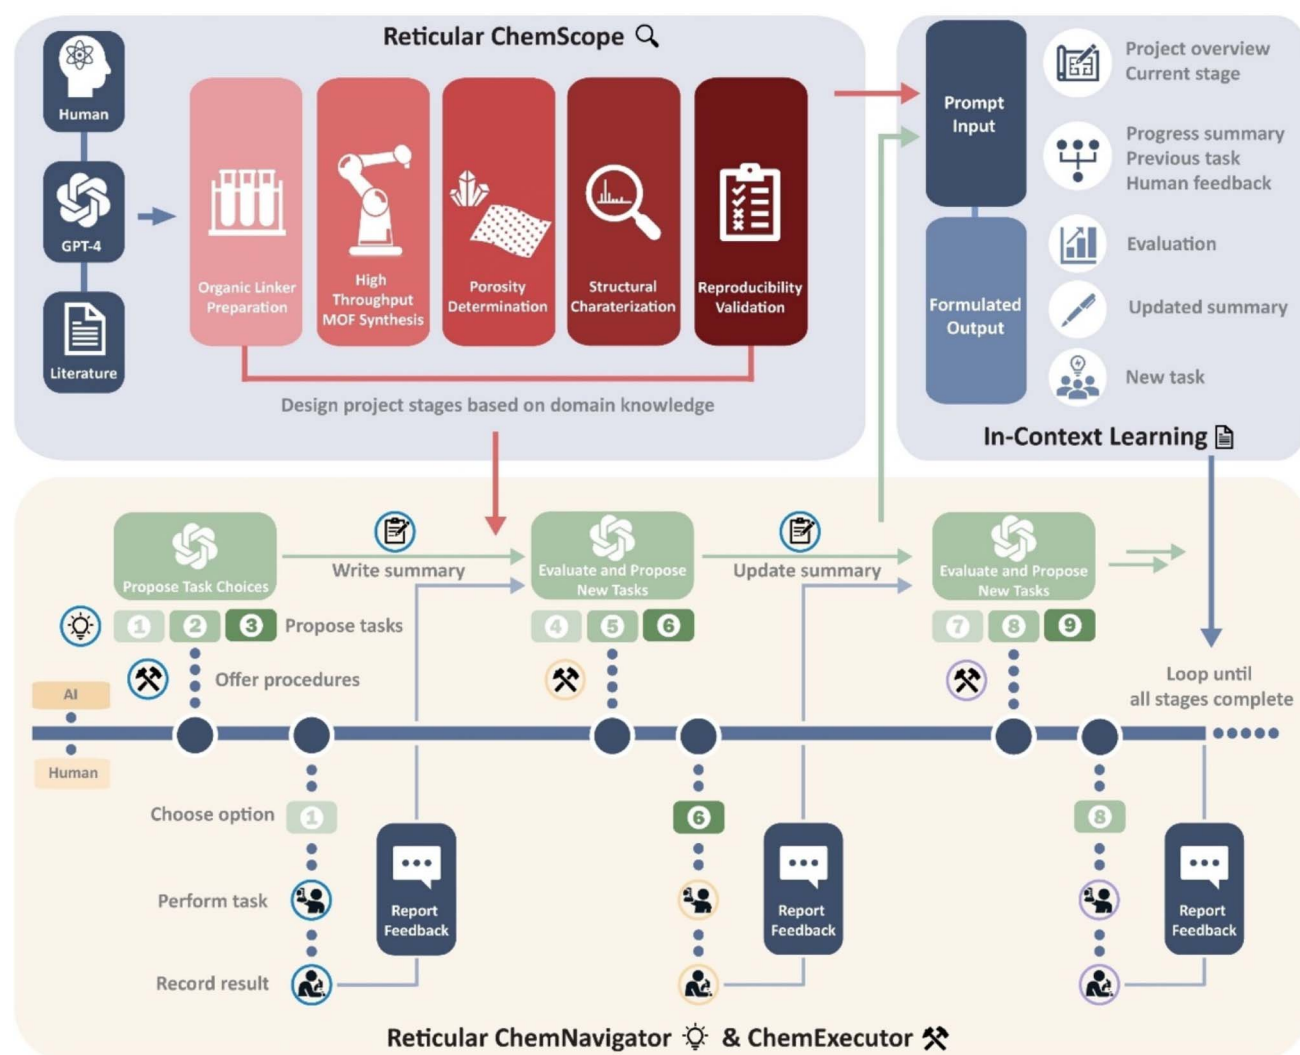 Reticular ChemScope
Human
GPT-4
Literature
Organic Linker
Preparation
High
Throughput
MOF Synthesis
Porosity
Determination
Structural
Charaterization
Reproducibility
Validation
Design project stages based on domain knowledge
Prompt
Input
Formulated
Output
Project overview
Current stage
Progress summary
Previous task
Human feedback
Evaluation
Updated summary
New task
In-Context Learning
Propose Task Choices
Write summary
Evaluate and Propose
New Tasks
Update summary
Evaluate and Propose
New Tasks
1 2 3 Propose tasks
4 5 6
7 8 9
Offer procedures
Loop until
all stages complete
AI
Human
Choose option
1
6
8
Perform task
Record result
Report
Feedback
Report
Feedback
Report
Feedback
Reticular ChemNavigator & ChemExecutor